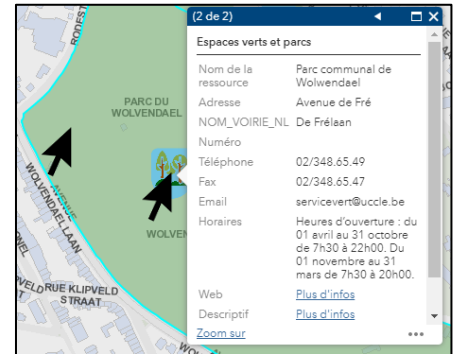 (2 de 2)
Espaces verts et parcs
Nom de la ressource
Parc communal de Wolwendael
Adresse
Avenue de Fré
NOM_VOIRIE_NL
De Frélaan
Numéro
Téléphone
02/348.65.49
Fax
02/348.65.47
Email
servicevert@uccle.be
Horaires
Heures d'ouverture : du
01 avril au 31 octobre
de 7h30 à 22h00. Du
01 novembre au 31
mars de 7h30 à 20h00.
Web
Plus d'infos
Descriptif
Plus d'infos
Zoom sur
PARC DU
WOLVENDAEL
WOLVEN
AVENUE
WOLVENDAEL LAAN
RUE KLIPVELD
STRAAT
RODEST